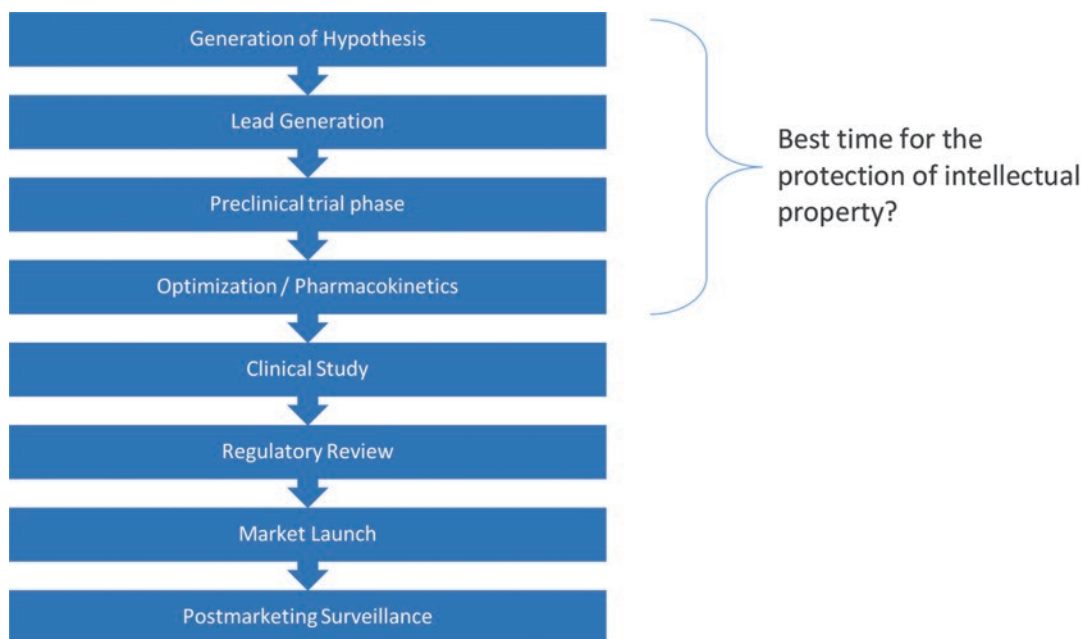 Generation of Hypothesis
Lead Generation
Preclinical trial phase
Optimization / Pharmacokinetics
Clinical Study
Regulatory Review
Market Launch
Postmarketing Surveillance
Best time for the
protection of intellectual
property?